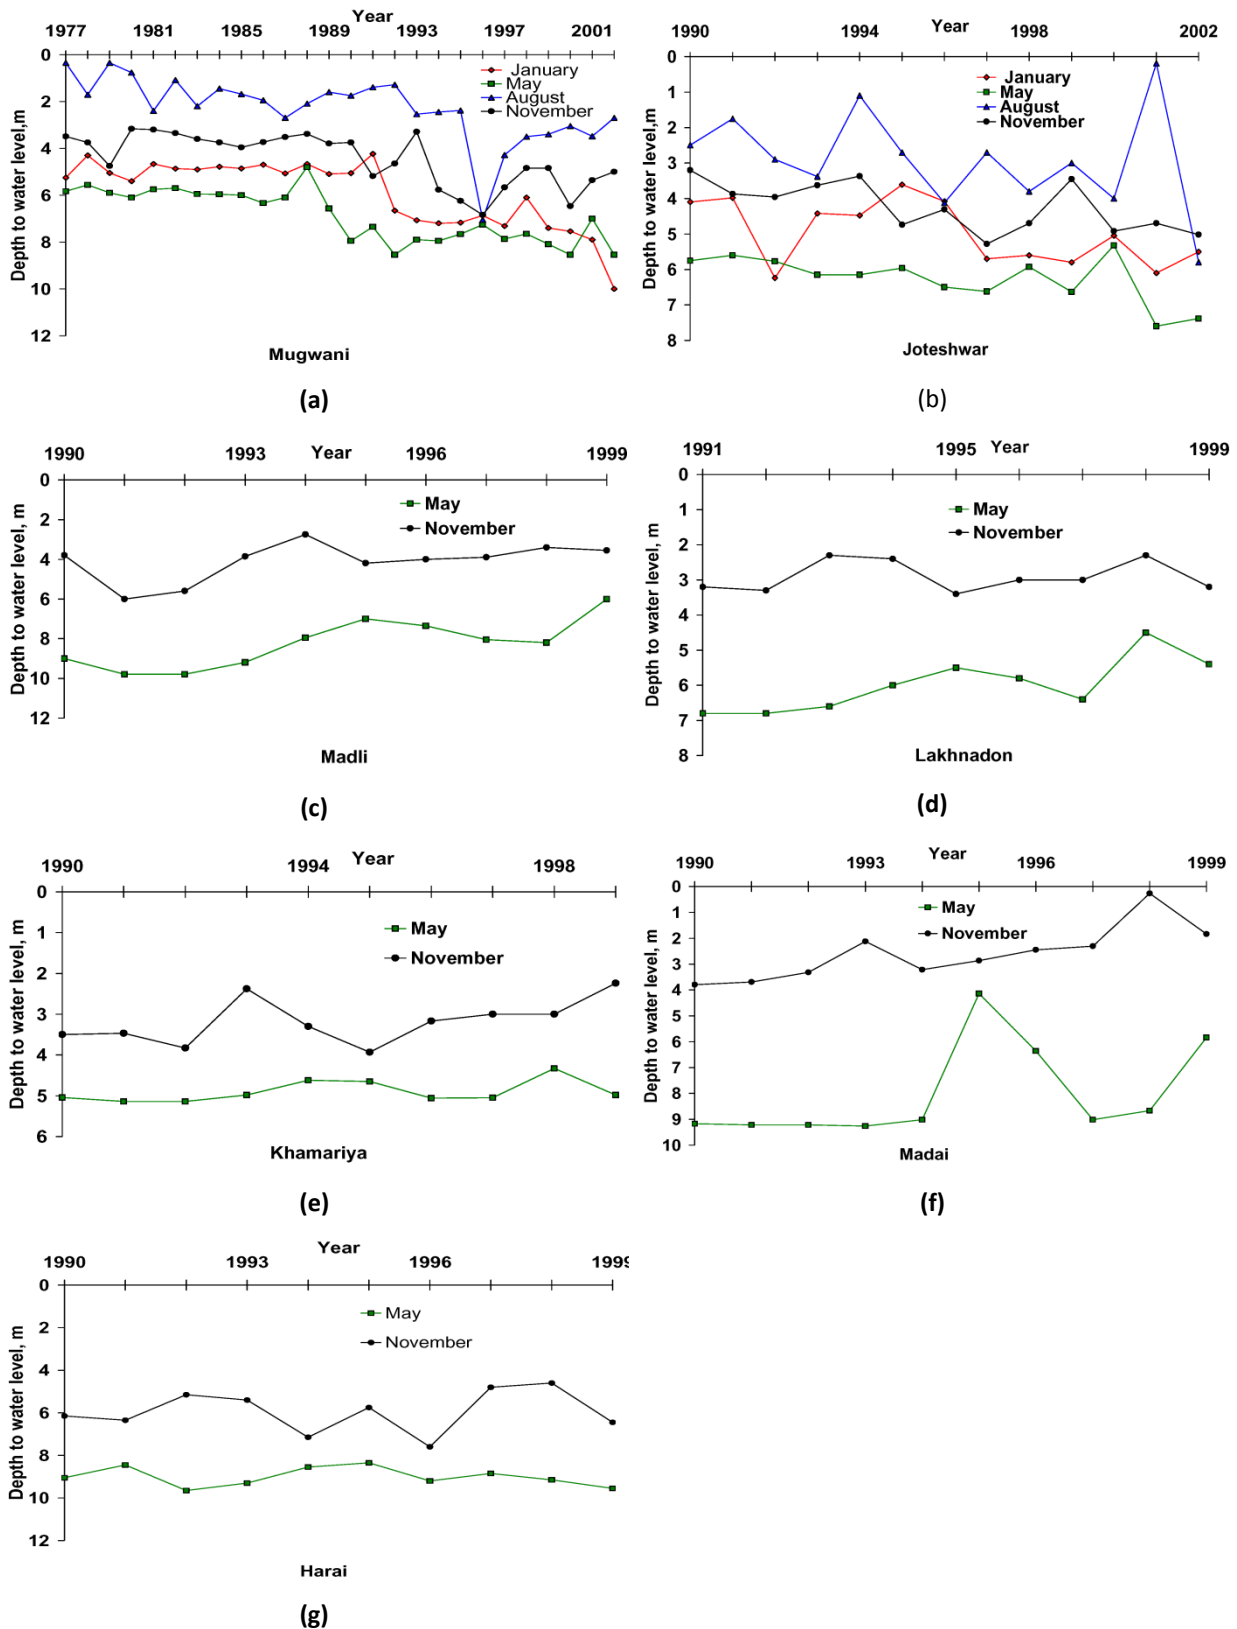 Year
1977 1981 1985 1989 1993 1997 2001
0
2
4
6
8
10
12
Depth to water level,m
January
May
August
November
Mugwani
(a)
Year
1990 1994 1998 2002
0
1
2
3
4
5
6
7
8
Depth to water level,m
January
May
August
November
Joteshwar
(b)
Year
1990 1993 1996 1999
0
2
4
6
8
10
12
Depth to water level, m
May
November
Madli
(c)
Year
1991 1995 1999
0
1
2
3
4
5
6
7
8
Depth to water level, m
May
November
Lakhnadon
(d)
Year
1990 1994 1998
0
1
2
3
4
5
6
Depth to water level, m
May
November
Khamariya
(e)
Year
1990 1993 1996 1999
0
1
2
3
4
5
6
7
8
9
10
Depth to water level, m
May
November
Madai
(f)
Year
1990 1993 1996 1999
0
2
4
6
8
10
12
Depth to water level, m
May
November
Harai
(g)